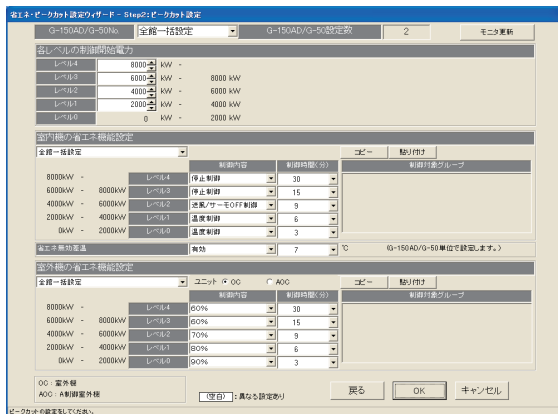 省エネ・ピークカット設定ウィザード - Step2:ピークカット設定
G-150AD/G-50No. 全館一括設定 G-150AD/G-50設定数 2 モニタ更新
各レベルの制御開始電力
レベル4 8000 kW -
レベル3 6000 kW - 8000 kW
レベル2 4000 kW - 6000 kW
レベル1 2000 kW - 4000 kW
レベル0 0 kW - 2000 kW
室内機の省エネ機能設定
全館一括設定 コピー 貼り付け
制御内容 制御時間(分) 制御対象グループ
8000kW - レベル4 停止制御 30
6000kW - 8000kW レベル3 停止制御 15
4000kW - 6000kW レベル2 送風/サーモOFF制御 9
2000kW - 4000kW レベル1 温度制御 6
0kW - 2000kW レベル0 温度制御 3
省エネ無効差温 有効 7 ℃ (G-150AD/G-50単位で設定します。)
室外機の省エネ機能設定
全館一括設定 ユニット OC AOC コピー 貼り付け
制御内容 制御時間(分) 制御対象グループ
8000kW - レベル4 60% 30
6000kW - 8000kW レベル3 60% 15
4000kW - 6000kW レベル2 70% 9
2000kW - 4000kW レベル1 80% 6
0kW - 2000kW レベル0 90% 3
OC:室外機
AOC:A制御室外機
(空白):異なる設定あり 戻る OK キャンセル
ピークカットの設定をしてください。